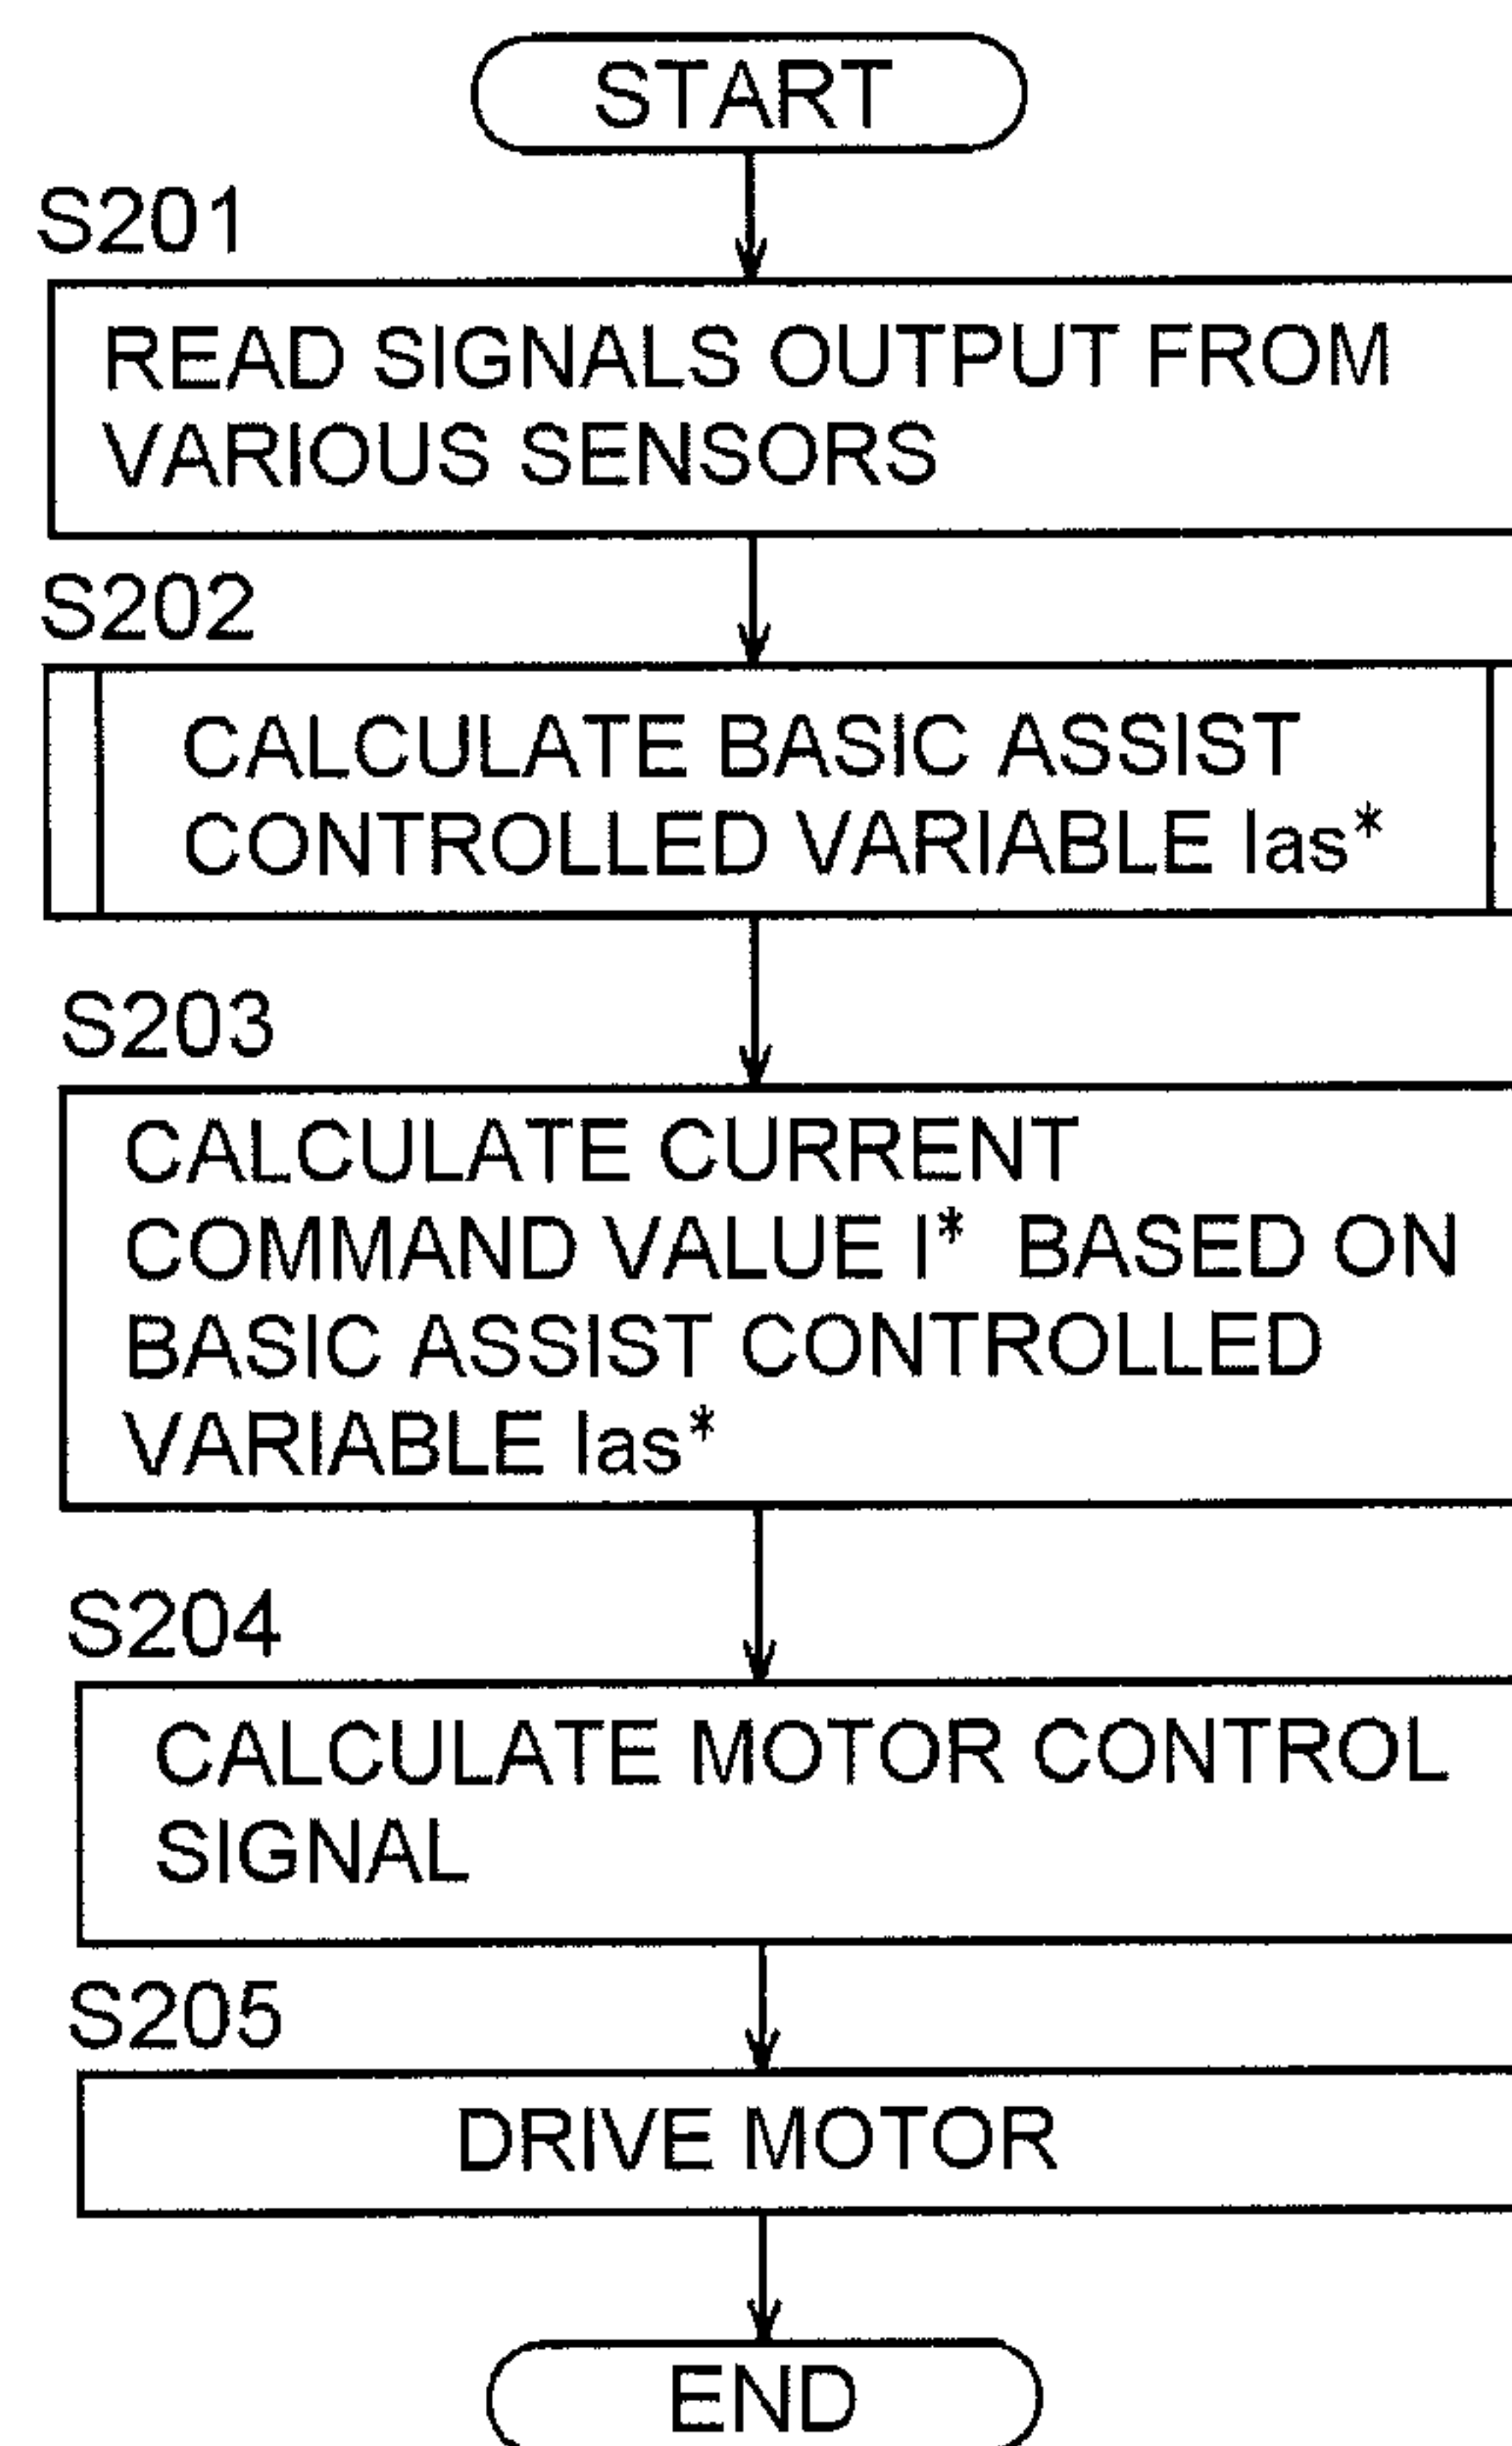 START
S201
READ SIGNALS OUTPUT FROM
VARIOUS SENSORS
S202
CALCULATE BASIC ASSIST
CONTROLLED VARIABLE Ias*
S203
CALCULATE CURRENT
COMMAND VALUE I* BASED ON
BASIC ASSIST CONTROLLED
VARIABLE Ias*
S204
CALCULATE MOTOR CONTROL
SIGNAL
S205
DRIVE MOTOR
END